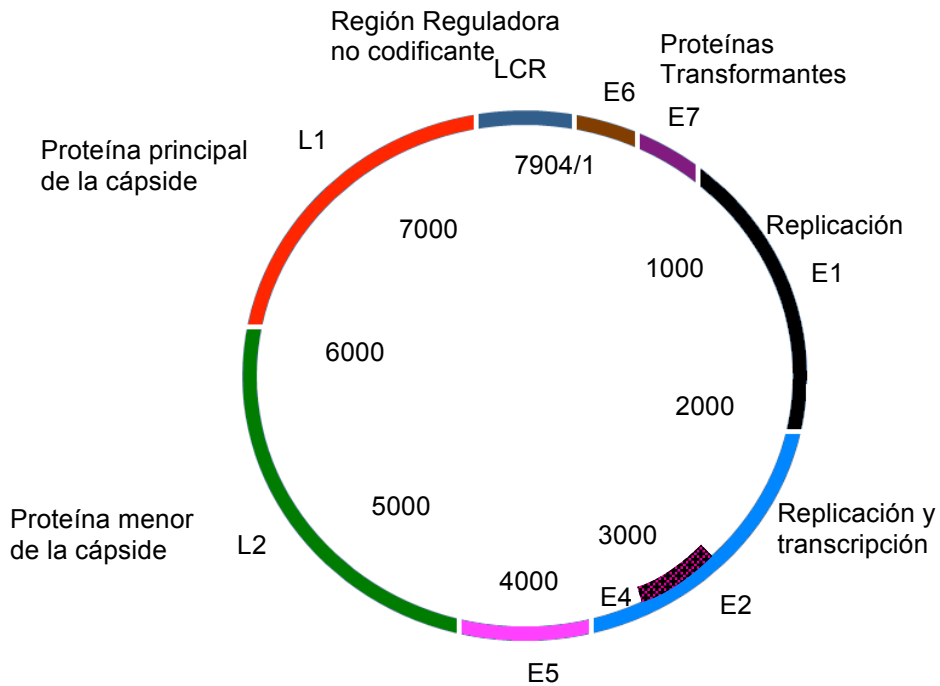 Región Reguladora
no codificante
LCR
E6
Proteínas
Transformantes
E7
L1
7904/1
Proteína principal
de la cápside
7000
Replicación
1000
E1
6000
2000
5000
3000
Replicación y
transcripción
Proteína menor
de la cápside
L2
4000
E4
E2
E5